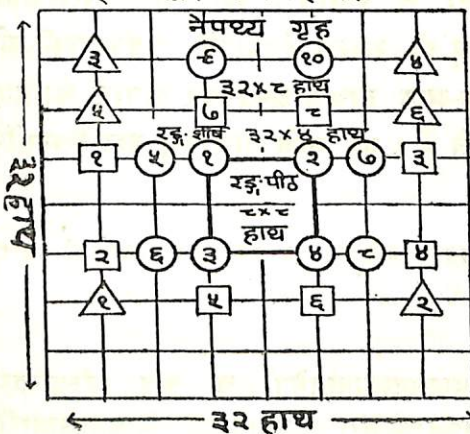 नेपथ्य गृह
३ ९ १० ४
३२×८ हाथ
५ ७ ८ ६
रङ्ग शीर्ष ३२×४ हाथ
१ ५ १ २ ७ ३
रङ्ग पीठ
८×८
हाथ
२ ६ ३ ४ ८ ४
१ ५ ६ २
३२ हाथ
३२ हाथ